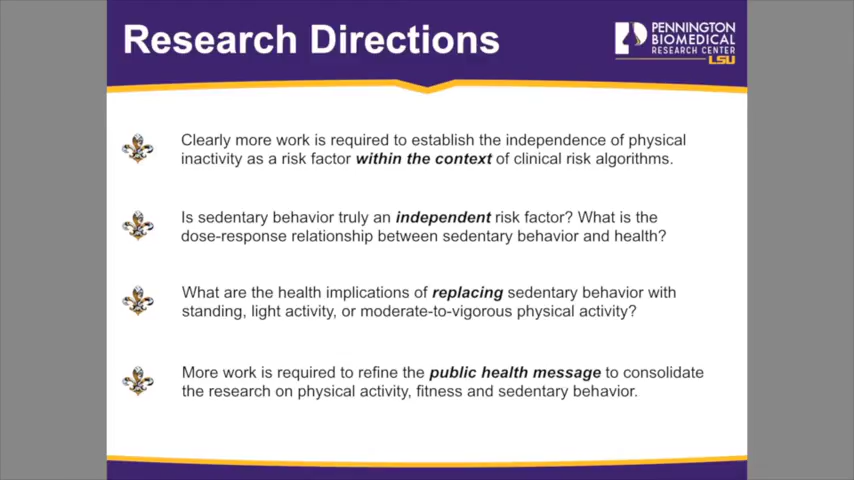 Research Directions
PENNINGTON
BIOMEDICAL
RESEARCH CENTER
LSU
Clearly more work is required to establish the independence of physical
inactivity as a risk factor within the context of clinical risk algorithms.
Is sedentary behavior truly an independent risk factor? What is the
dose-response relationship between sedentary behavior and health?
What are the health implications of replacing sedentary behavior with
standing, light activity, or moderate-to-vigorous physical activity?
More work is required to refine the public health message to consolidate
the research on physical activity, fitness and sedentary behavior.